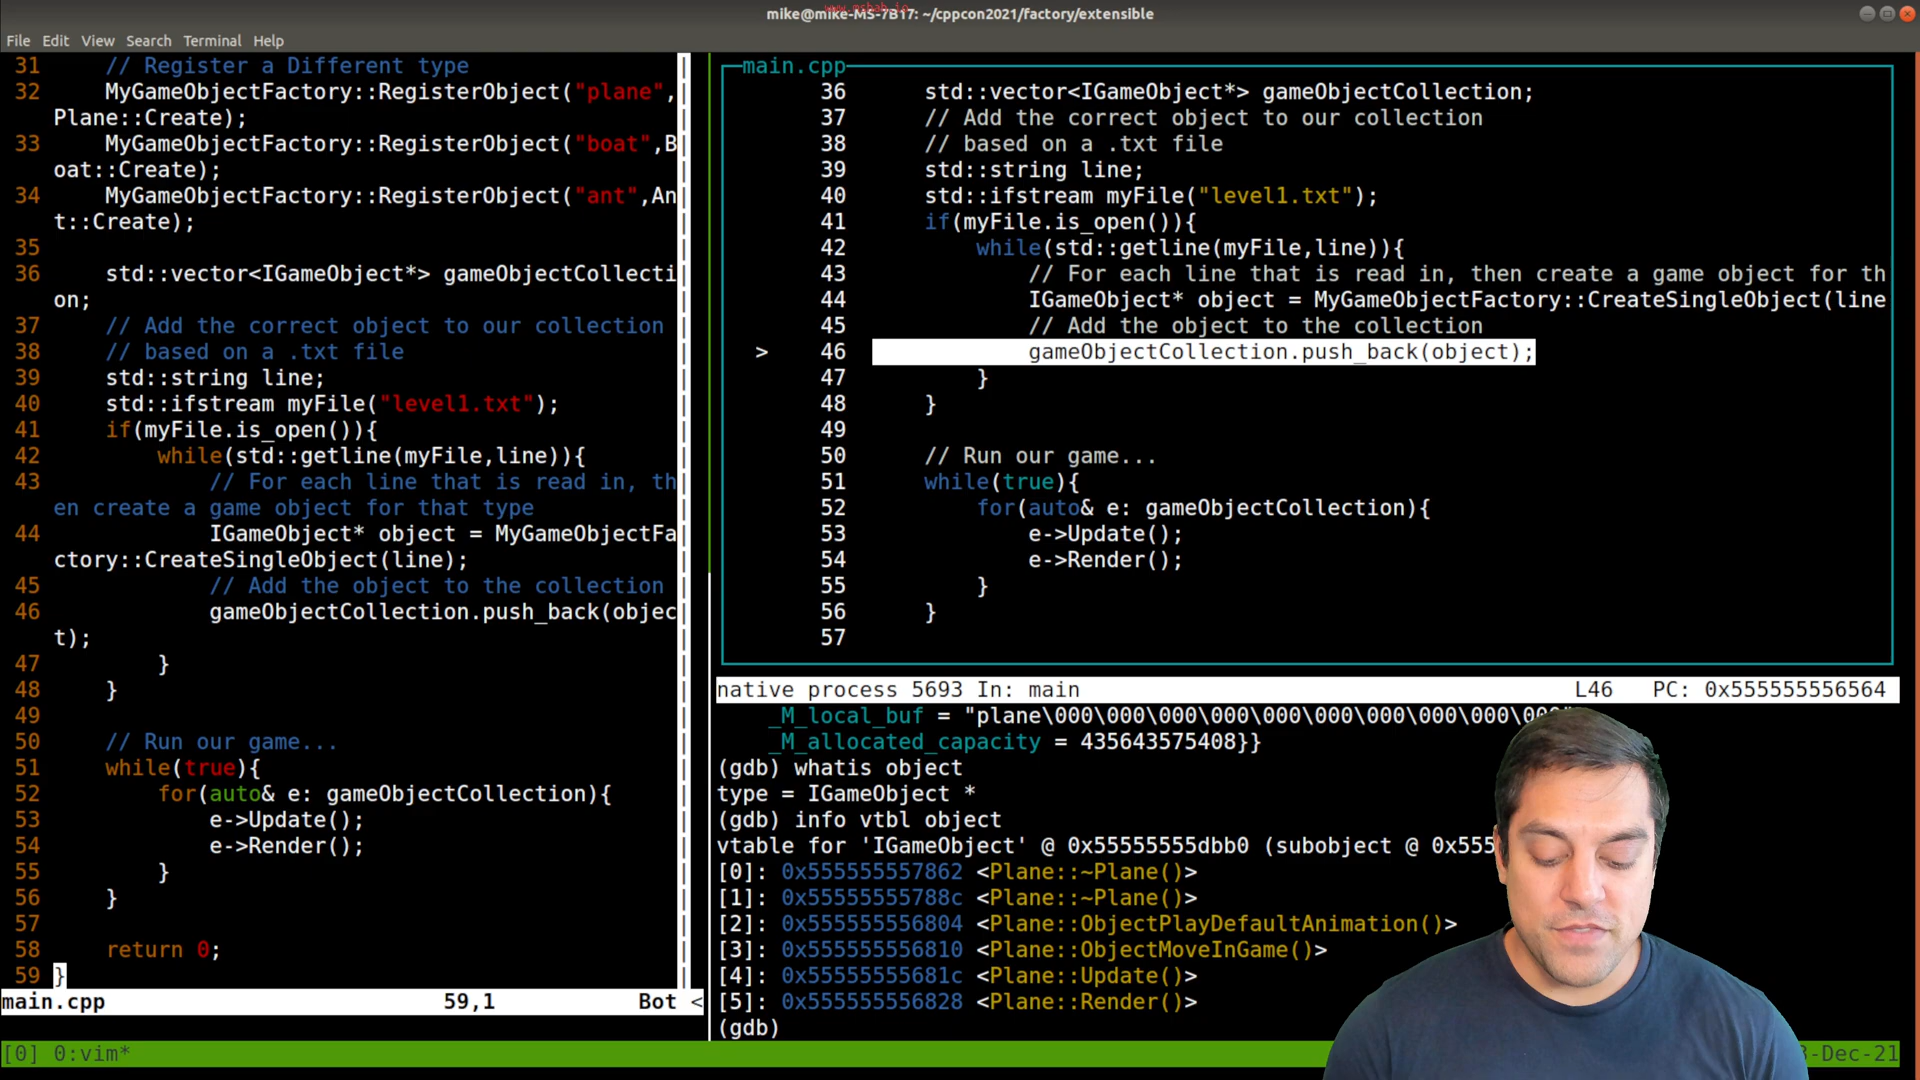 www.mshah.io
mike@mike-MS-7B17: ~/cppcon2021/factory/extensible
File Edit View Search Terminal Help
31     // Register a Different type
32     MyGameObjectFactory::RegisterObject("plane",
Plane::Create);
33     MyGameObjectFactory::RegisterObject("boat",B
oat::Create);
34     MyGameObjectFactory::RegisterObject("ant",An
t::Create);
35
36     std::vector<IGameObject*> gameObjectCollecti
on;
37     // Add the correct object to our collection
38     // based on a .txt file
39     std::string line;
40     std::ifstream myFile("level1.txt");
41     if(myFile.is_open()){
42         while(std::getline(myFile,line)){
43             // For each line that is read in, th
en create a game object for that type
44             IGameObject* object = MyGameObjectFa
ctory::CreateSingleObject(line);
45             // Add the object to the collection
46             gameObjectCollection.push_back(objec
t);
47         }
48     }
49
50     // Run our game...
51     while(true){
52         for(auto& e: gameObjectCollection){
53             e->Update();
54             e->Render();
55         }
56     }
57
58     return 0;
59 }
main.cpp 59,1 Bot <
main.cpp
36     std::vector<IGameObject*> gameObjectCollection;
37     // Add the correct object to our collection
38     // based on a .txt file
39     std::string line;
40     std::ifstream myFile("level1.txt");
41     if(myFile.is_open()){
42         while(std::getline(myFile,line)){
43             // For each line that is read in, then create a game object for th
44             IGameObject* object = MyGameObjectFactory::CreateSingleObject(line
45             // Add the object to the collection
> 46             gameObjectCollection.push_back(object);
47         }
48     }
49
50     // Run our game...
51     while(true){
52         for(auto& e: gameObjectCollection){
53             e->Update();
54             e->Render();
55         }
56     }
57
native process 5693 In: main L46 PC: 0x555555556564
_M_local_buf = "plane\000\000\000\000\000\000\000\000\000\000"
_M_allocated_capacity = 435643575408}}
(gdb) whatis object
type = IGameObject *
(gdb) info vtbl object
vtable for 'IGameObject' @ 0x55555555dbb0 (subobject @ 0x555
[0]: 0x555555557862 <Plane::~Plane()>
[1]: 0x55555555788c <Plane::~Plane()>
[2]: 0x555555556804 <Plane::ObjectPlayDefaultAnimation()>
[3]: 0x555555556810 <Plane::ObjectMoveInGame()>
[4]: 0x55555555681c <Plane::Update()>
[5]: 0x555555556828 <Plane::Render()>
(gdb)
[0] 0:vim* -Dec-21